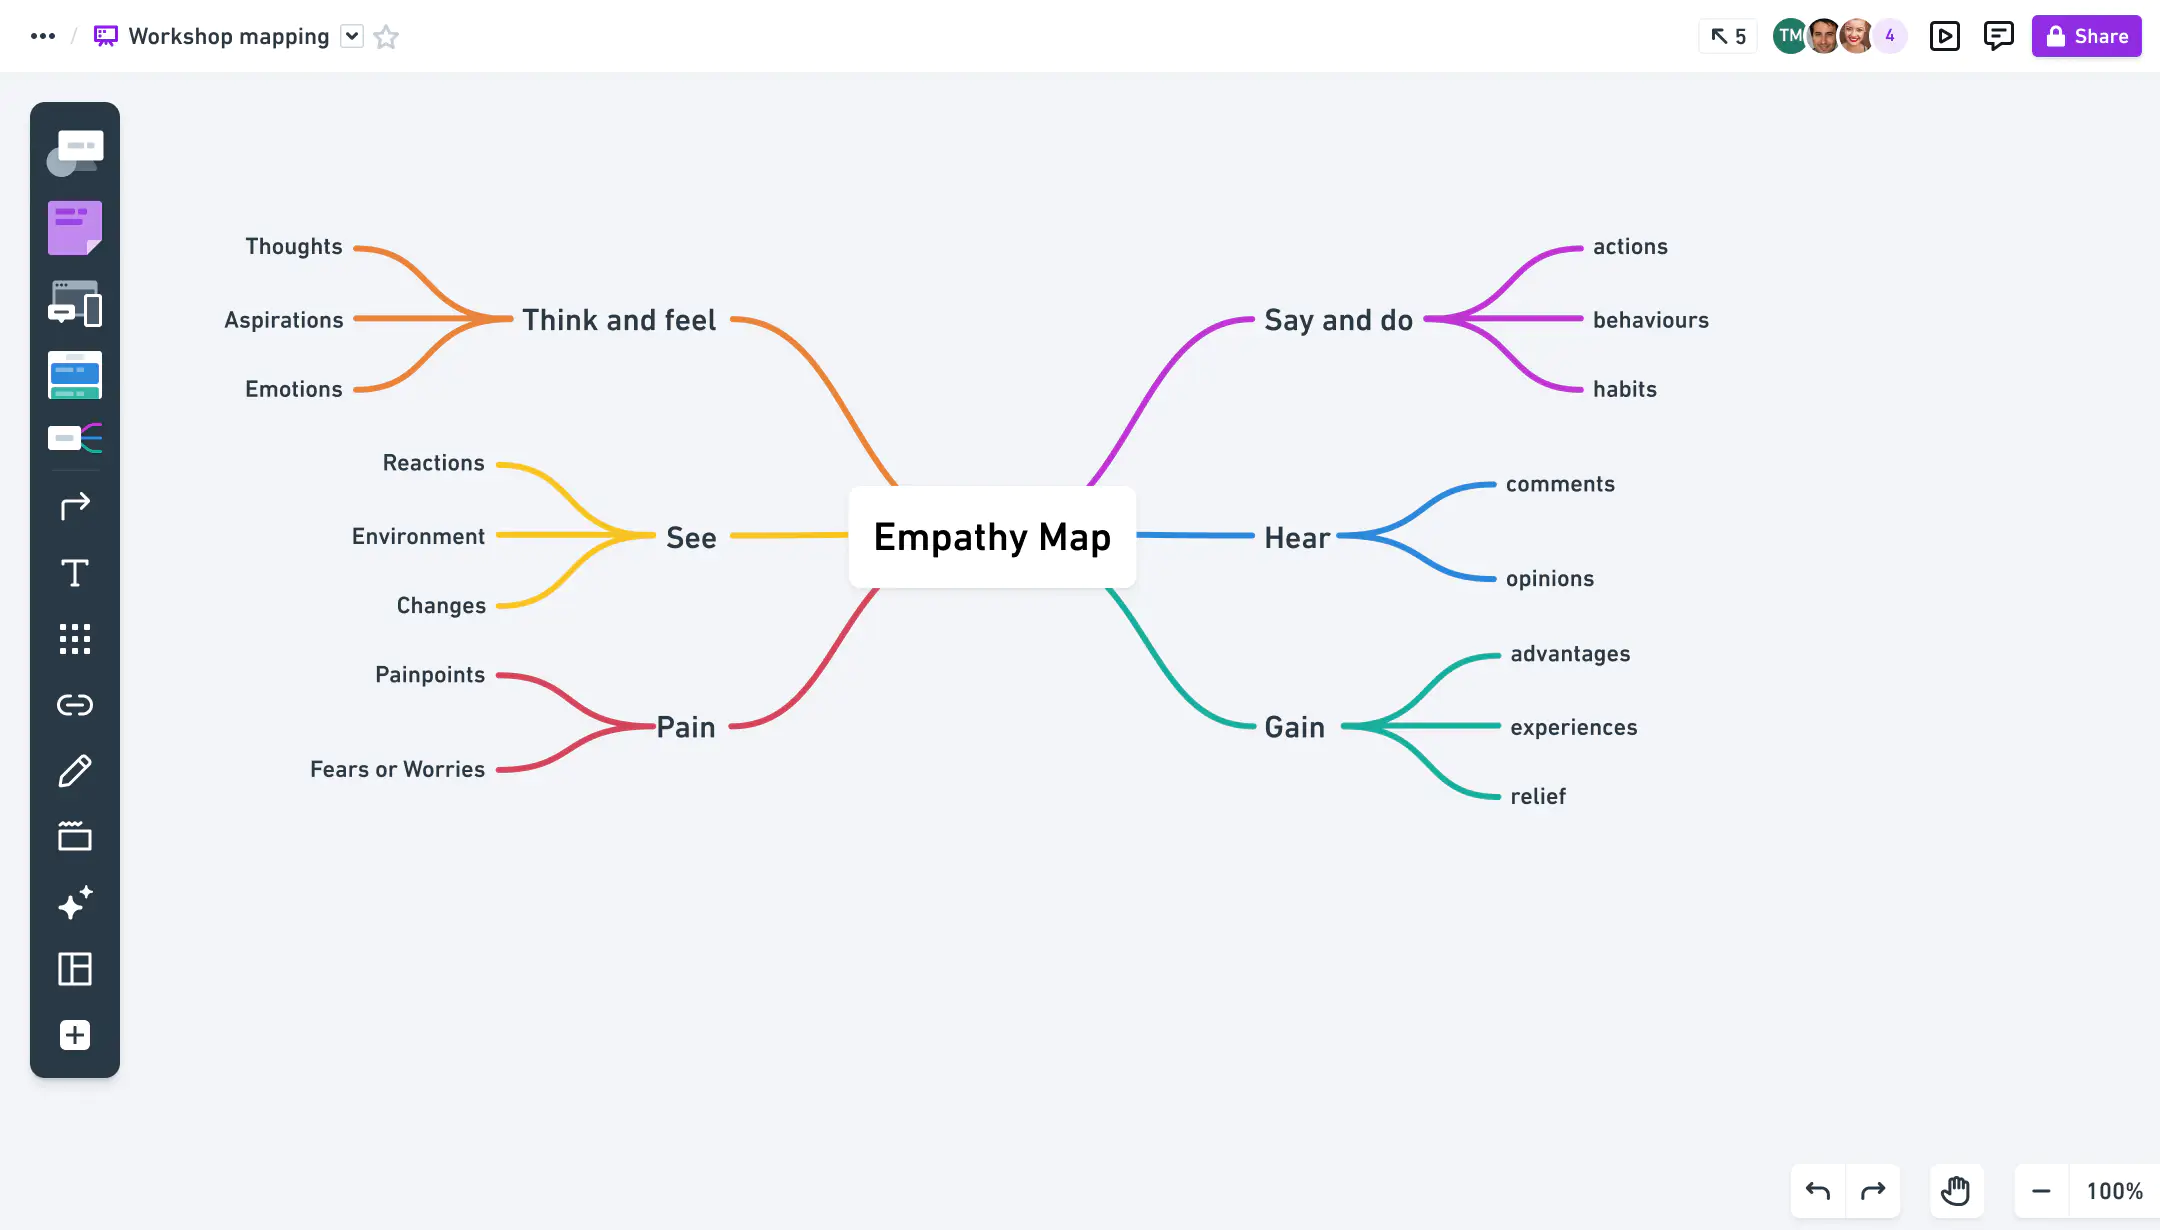 Workshop mapping
5
TM
4
Share
Thoughts
Aspirations
Emotions
Think and feel
Reactions
Environment
Changes
See
Painpoints
Fears or Worries
Pain
Empathy Map
Say and do
actions
behaviours
habits
Hear
comments
opinions
Gain
advantages
experiences
relief
100%